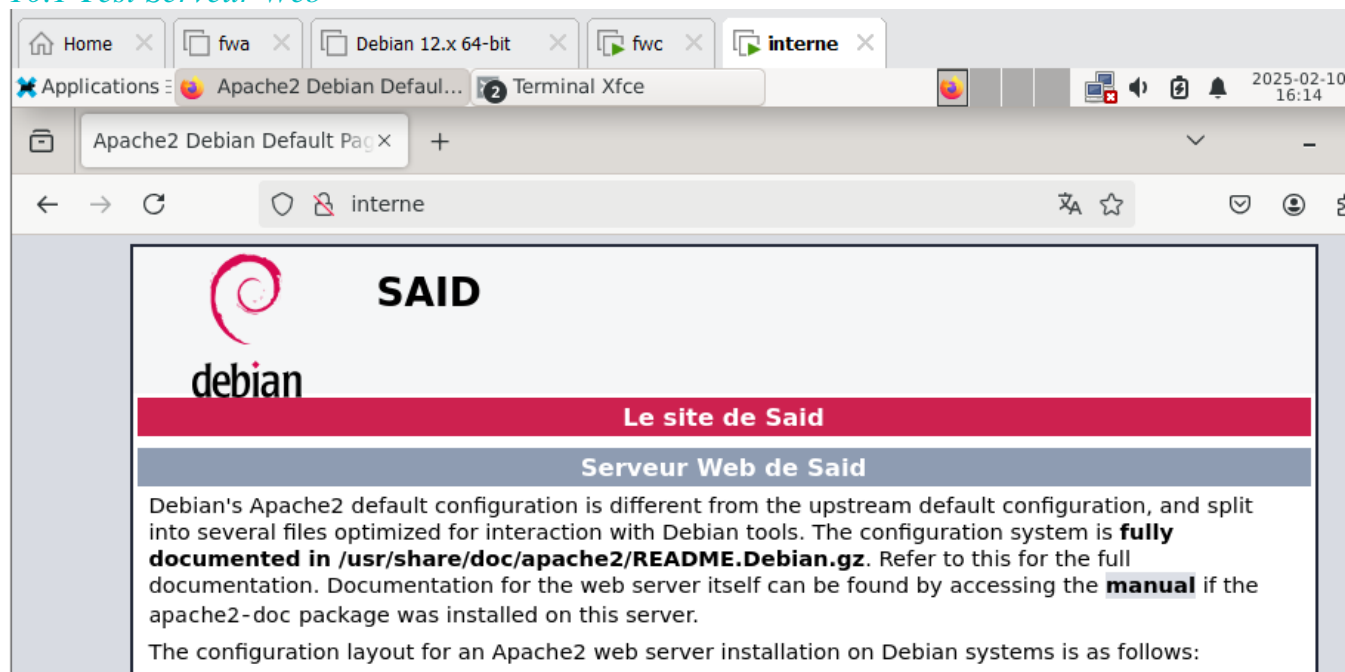 10.1 Test Serveur Web
Home fwa Debian 12.x 64-bit fwc interne
Applications Apache2 Debian Defaul... 2 Terminal Xfce 2025-02-10
16:14
Apache2 Debian Default Pag
interne
SAID
debian
Le site de Said
Serveur Web de Said
Debian's Apache2 default configuration is different from the upstream default configuration, and split
into several files optimized for interaction with Debian tools. The configuration system is fully
documented in /usr/share/doc/apache2/README.Debian.gz. Refer to this for the full
documentation. Documentation for the web server itself can be found by accessing the manual if the
apache2-doc package was installed on this server.
The configuration layout for an Apache2 web server installation on Debian systems is as follows: